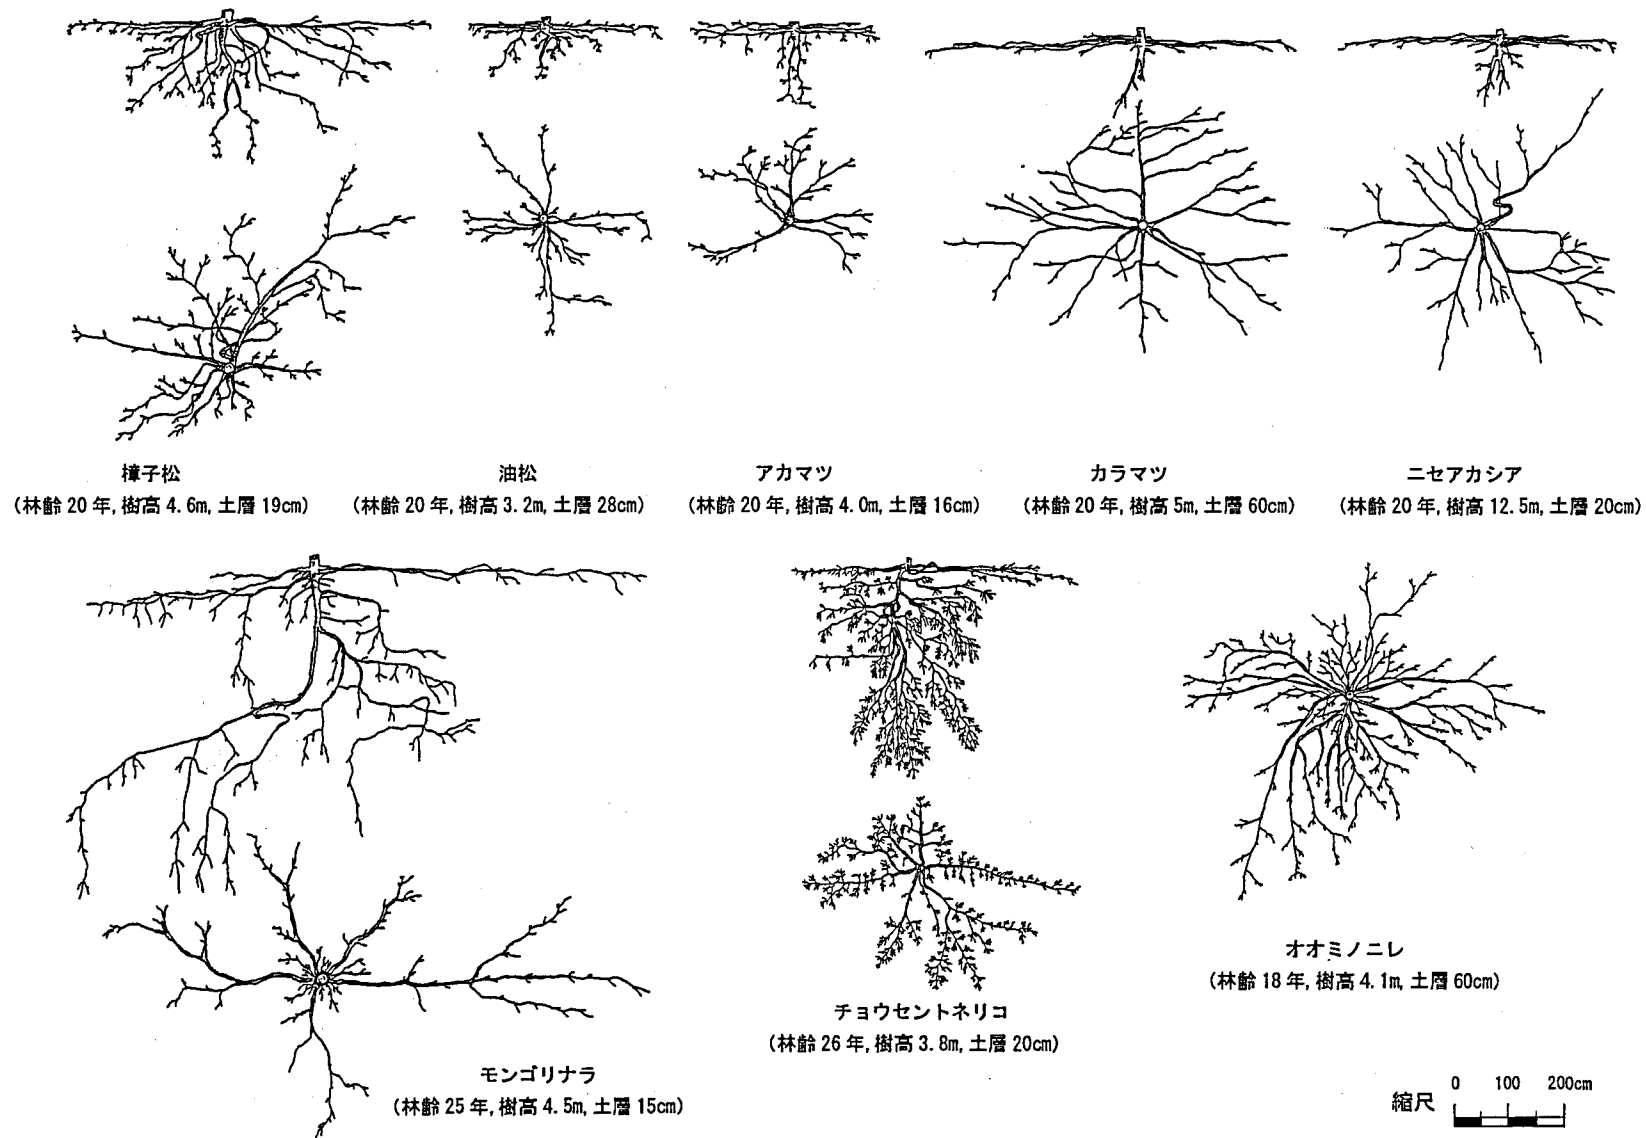 樟子松
(林齢 20 年, 樹高 4.6m, 土層 19cm)
油松
(林齢 20 年, 樹高 3.2m, 土層 28cm)
アカマツ
(林齢 20 年, 樹高 4.0m, 土層 16cm)
カラマツ
(林齢 20 年, 樹高 5m, 土層 60cm)
ニセアカシア
(林齢 20 年, 樹高 12.5m, 土層 20cm)
モンゴリナラ
(林齢 25 年, 樹高 4.5m, 土層 15cm)
チョウセントネリコ
(林齢 26 年, 樹高 3.8m, 土層 20cm)
オオミノニレ
(林齢 18 年, 樹高 4.1m, 土層 60cm)
縮尺
0 100 200cm